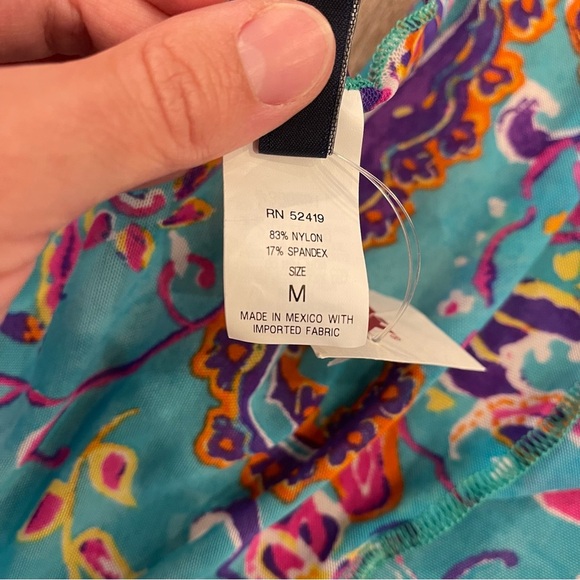 RN 52419
83% NYLON
17% SPANDEX
SIZE
M
MADE IN MEXICO WITH
IMPORTED FABRIC